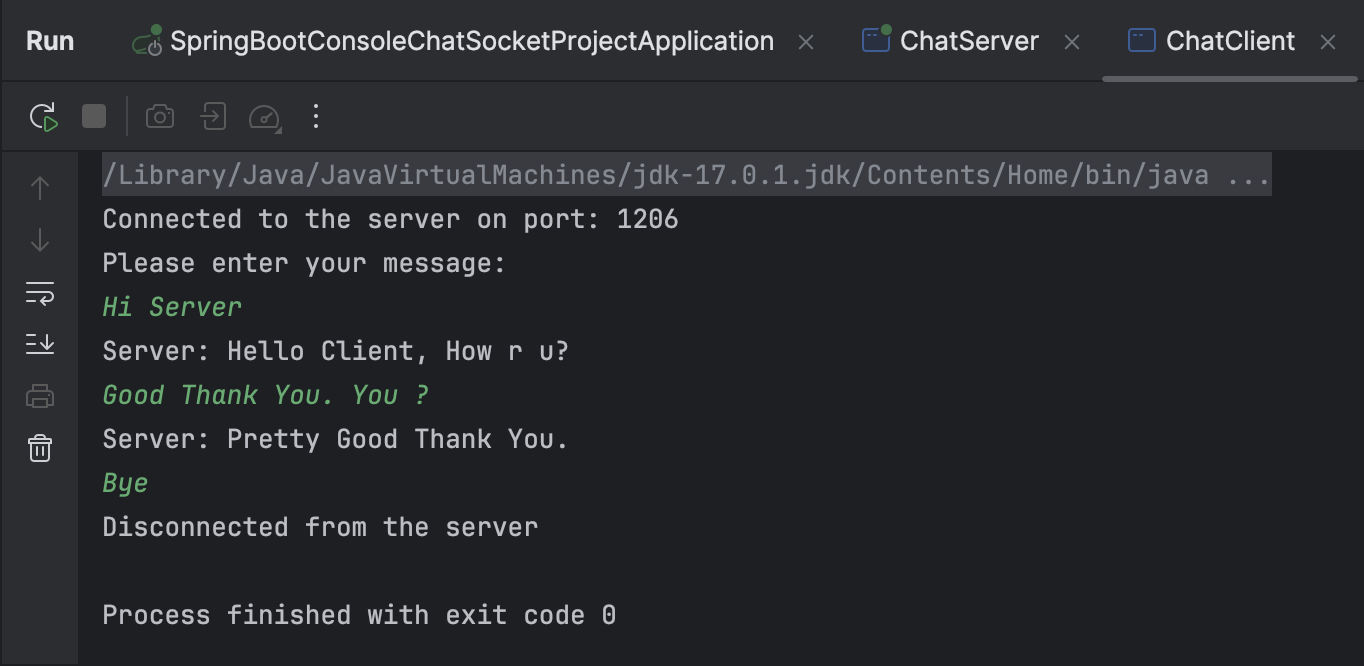 Run SpringBootConsoleChatSocketProjectApplication ChatServer ChatClient
/Library/Java/JavaVirtualMachines/jdk-17.0.1.jdk/Contents/Home/bin/java ...
Connected to the server on port: 1206
Please enter your message:
Hi Server
Server: Hello Client, How r u?
Good Thank You. You ?
Server: Pretty Good Thank You.
Bye
Disconnected from the server
Process finished with exit code 0